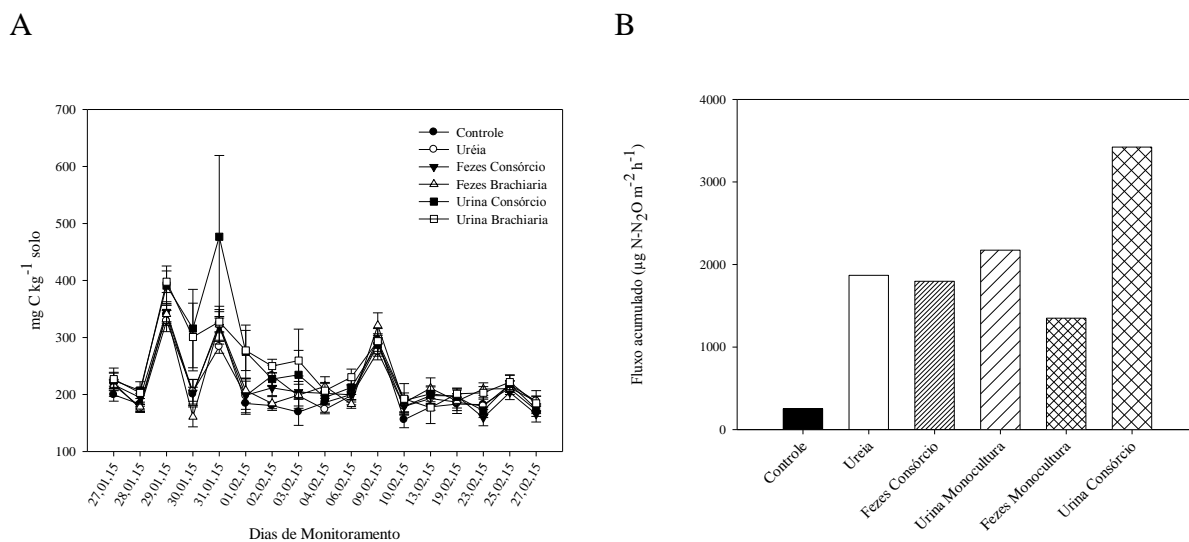 A
B
mg C kg-1 solo
700
600
500
400
300
200
100
Controle
Uréia
Fezes Consórcio
Fezes Brachiaria
Urina Consórcio
Urina Brachiaria
27,01,15
28,01,15
29,01,15
30,01,15
31,01,15
01,02,15
02,02,15
03,02,15
04,02,15
06,02,15
09,02,15
10,02,15
13,02,15
19,02,15
23,02,15
25,02,15
27,02,15
Dias de Monitoramento
Fluxo acumulado (µg N-N2O m-2 h-1)
4000
3000
2000
1000
0
Controle
Ureia
Fezes Consórcio
Urina Monocultura
Fezes Monocultura
Urina Consórcio